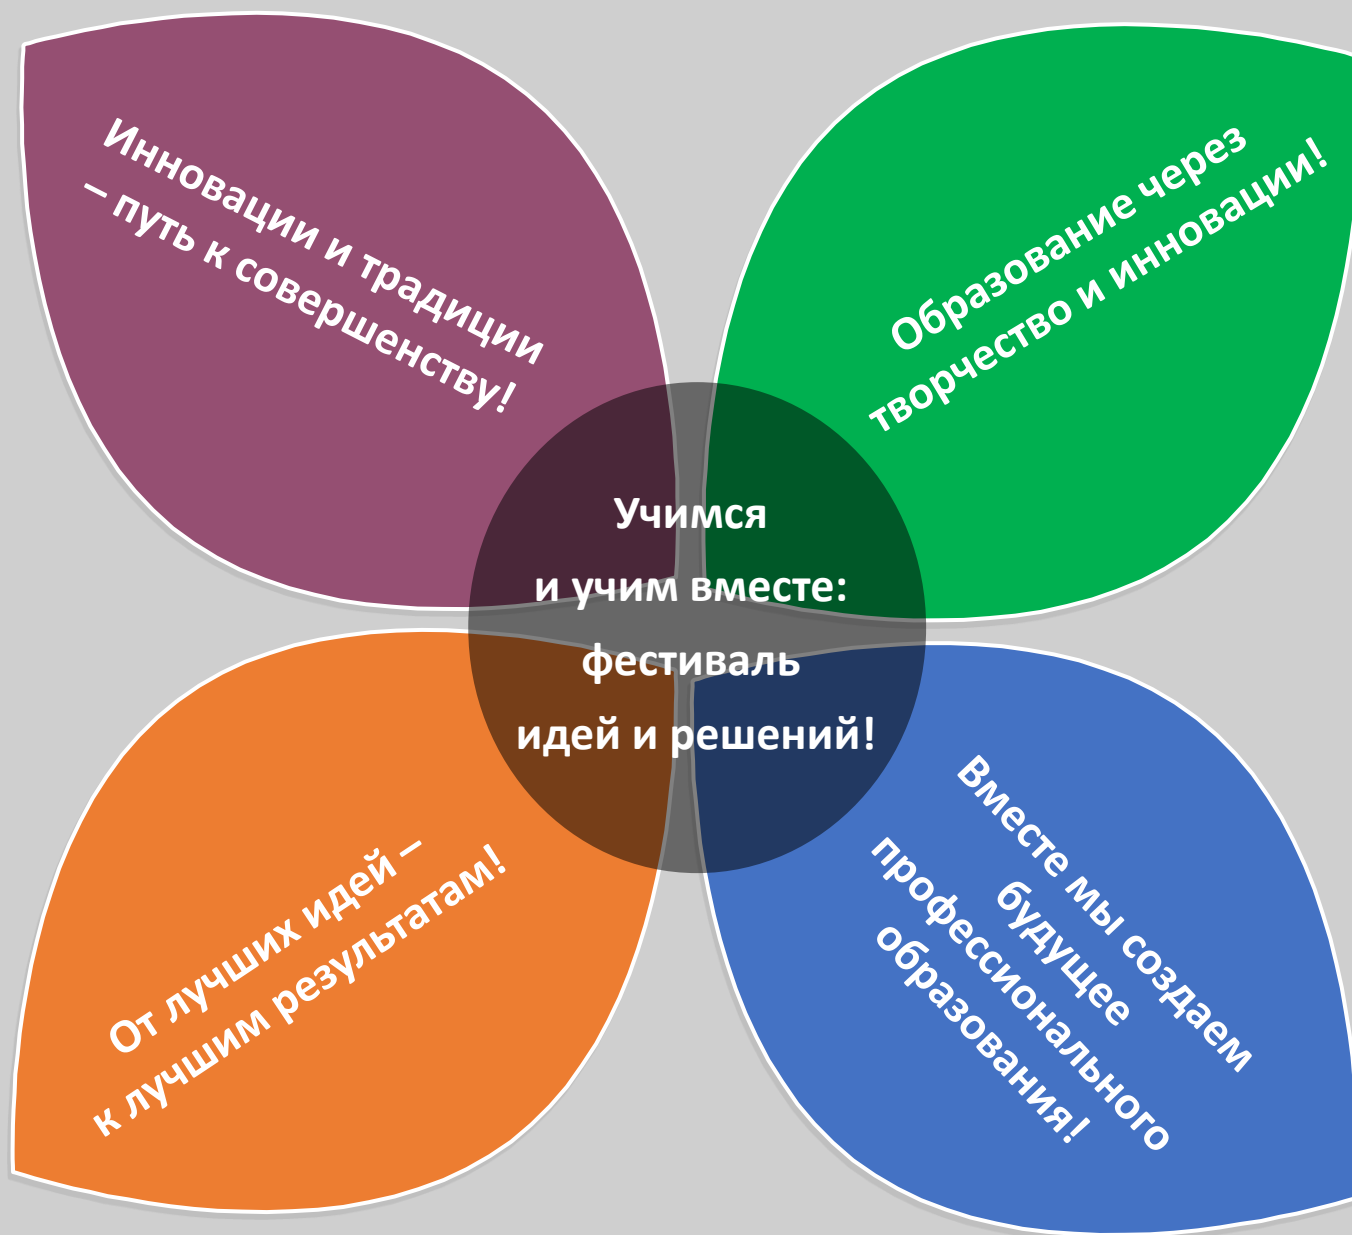 Инновации и традиции
– путь к совершенству!
Образование через
творчество и инновации!
Учимся
и учим вместе:
фестиваль
идей и решений!
От лучших идей –
к лучшим результатам!
Вместе мы создаем
будущее
профессионального
образования!